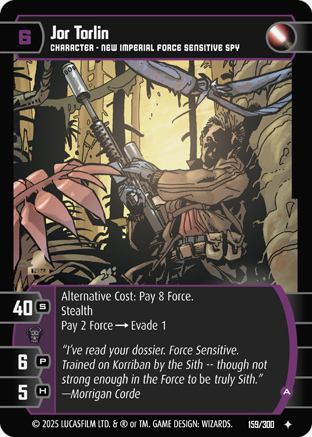 6
Jor Torlin
CHARACTER - NEW IMPERIAL FORCE SENSITIVE SPY
40 S
Alternative Cost: Pay 8 Force.
Stealth
Pay 2 Force → Evade 1
6 P
5 H
“I’ve read your dossier. Force Sensitive.
Trained on Korriban by the Sith -- though not
strong enough in the Force to be truly Sith.”
—Morrigan Corde
A
© 2025 LUCASFILM LTD. & ® or TM. GAME DESIGN: WIZARDS.
159/300